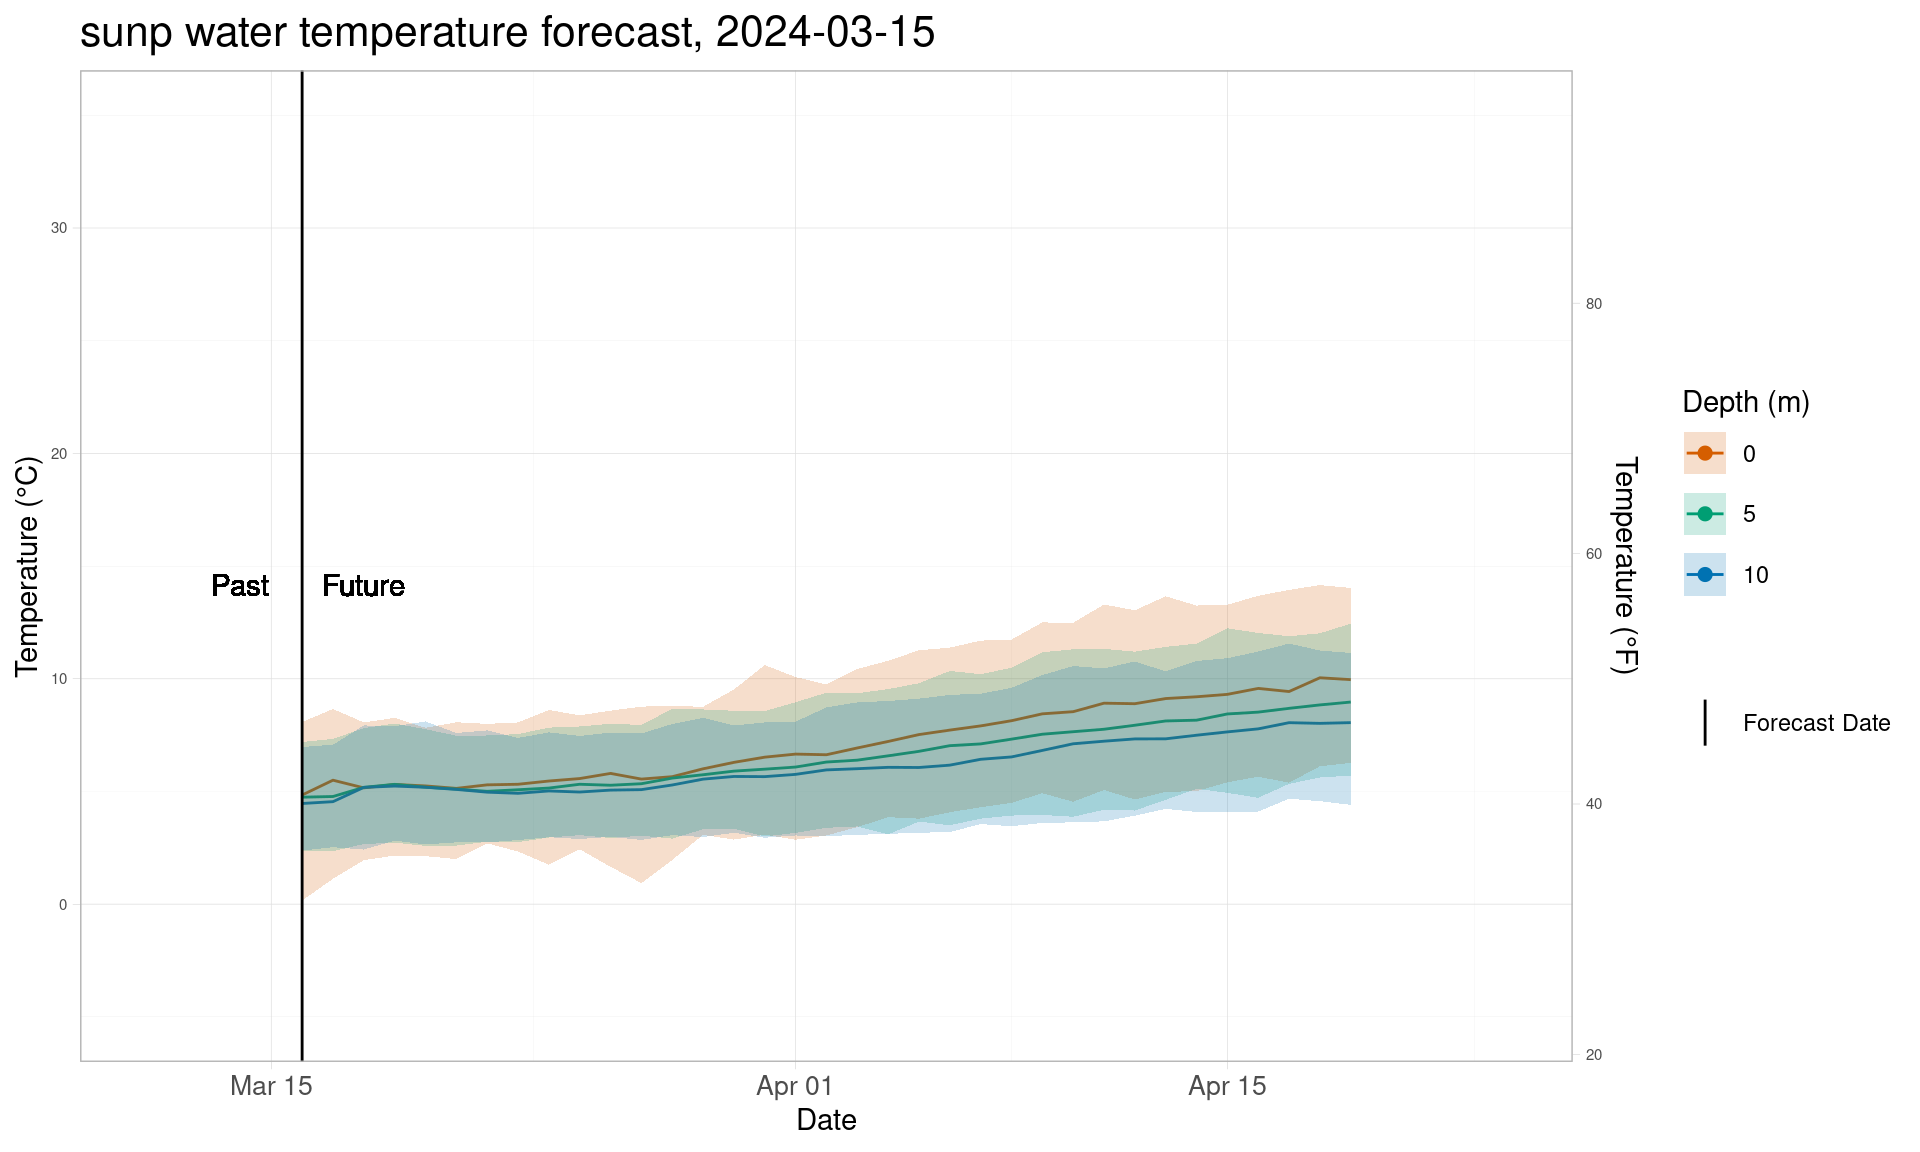 sunp water temperature forecast, 2024-03-15
Temperature (°C)
30
20
10
0
Past
Future
80
60
40
20
Temperature (°F)
Mar 15
Apr 01
Apr 15
Date
Depth (m)
0
5
10
Forecast Date